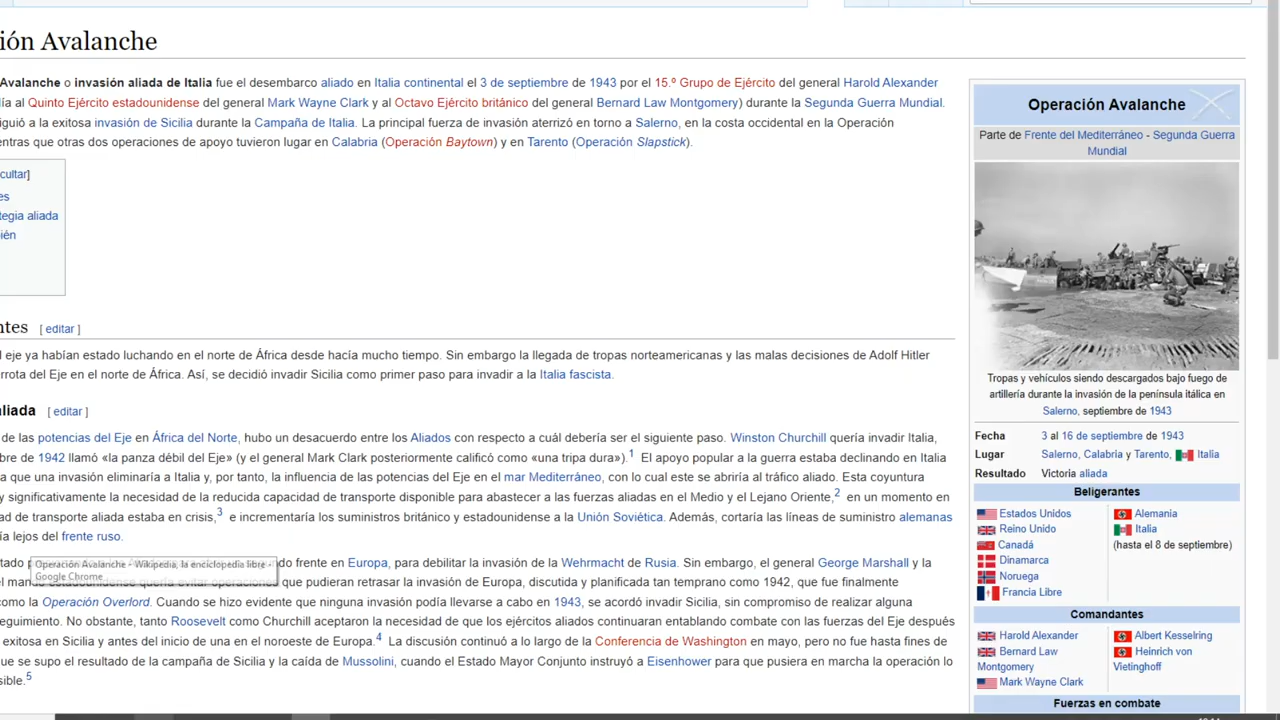 ión Avalanche
Avalanche o invasión aliada de Italia fue el desembarco aliado en Italia continental el 3 de septiembre de 1943 por el 15.º Grupo de Ejército del general Harold Alexander
ía al Quinto Ejército estadounidense del general Mark Wayne Clark y al Octavo Ejército británico del general Bernard Law Montgomery) durante la Segunda Guerra Mundial.
iguió a la exitosa invasión de Sicilia durante la Campaña de Italia. La principal fuerza de invasión aterrizó en torno a Salerno, en la costa occidental en la Operación
entras que otras dos operaciones de apoyo tuvieron lugar en Calabria (Operación Baytown) y en Tarento (Operación Slapstick).
cultar]
es
tegia aliada
ién
ntes [ editar ]
l eje ya habían estado luchando en el norte de África desde hacía mucho tiempo. Sin embargo la llegada de tropas norteamericanas y las malas decisiones de Adolf Hitler
rrota del Eje en el norte de África. Así, se decidió invadir Sicilia como primer paso para invadir a la Italia fascista.
aliada [ editar ]
de las potencias del Eje en África del Norte, hubo un desacuerdo entre los Aliados con respecto a cuál debería ser el siguiente paso. Winston Churchill quería invadir Italia,
bre de 1942 llamó «la panza débil del Eje» (y el general Mark Clark posteriormente calificó como «una tripa dura»).1 El apoyo popular a la guerra estaba declinando en Italia
a que una invasión eliminaría a Italia y, por tanto, la influencia de las potencias del Eje en el mar Mediterráneo, con lo cual este se abriría al tráfico aliado. Esta coyuntura
y significativamente la necesidad de la reducida capacidad de transporte disponible para abastecer a las fuerzas aliadas en el Medio y el Lejano Oriente,2 en un momento en
ad de transporte aliada estaba en crisis,3 e incrementaría los suministros británico y estadounidense a la Unión Soviética. Además, cortaría las líneas de suministro alemanas
ía lejos del frente ruso.
tado
ndo frente en Europa, para debilitar la invasión de la Wehrmacht de Rusia. Sin embargo, el general George Marshall y la
Operación Avalanche - Wikipedia, la enciclopedia libre -
Google Chrome
el mando estadounidense quería evitar operaciones que pudieran retrasar la invasión de Europa, discutida y planificada tan temprano como 1942, que fue finalmente
como la Operación Overlord. Cuando se hizo evidente que ninguna invasión podía llevarse a cabo en 1943, se acordó invadir Sicilia, sin compromiso de realizar alguna
eguimiento. No obstante, tanto Roosevelt como Churchill aceptaron la necesidad de que los ejércitos aliados continuaran entablando combate con las fuerzas del Eje después
exitosa en Sicilia y antes del inicio de una en el noroeste de Europa.4 La discusión continuó a lo largo de la Conferencia de Washington en mayo, pero no fue hasta fines de
ue se supo el resultado de la campaña de Sicilia y la caída de Mussolini, cuando el Estado Mayor Conjunto instruyó a Eisenhower para que pusiera en marcha la operación lo
sible.5
Operación Avalanche
Parte de Frente del Mediterráneo - Segunda Guerra
Mundial
Tropas y vehículos siendo descargados bajo fuego de
artillería durante la invasión de la península itálica en
Salerno, septiembre de 1943
Fecha 3 al 16 de septiembre de 1943
Lugar Salerno, Calabria y Tarento, Italia
Resultado Victoria aliada
Beligerantes
Estados Unidos
Reino Unido
Canadá
Dinamarca
Noruega
Francia Libre
Alemania
Italia
(hasta el 8 de septiembre)
Comandantes
Harold Alexander
Bernard Law
Montgomery
Mark Wayne Clark
Albert Kesselring
Heinrich von
Vietinghoff
Fuerzas en combate